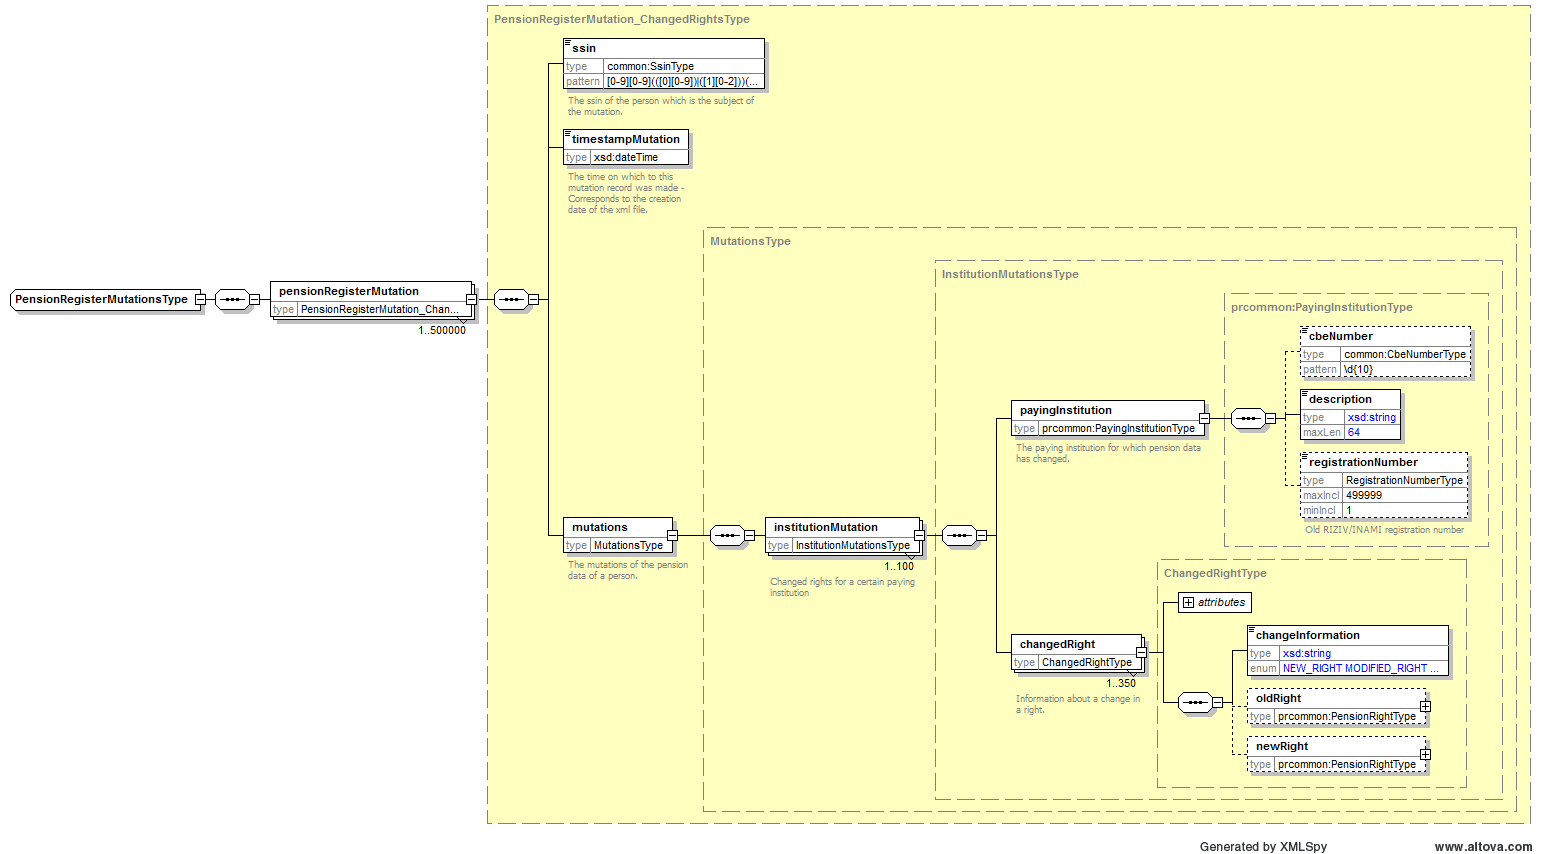 PensionRegisterMutation_ChangedRightsType
ssin
type common:SsinType
pattern [0-9][0-9](([0][0-9])|([1][0-2]))(...
The ssin of the person which is the subject of
the mutation.
timestampMutation
type xsd:dateTime
The time on which to this
mutation record was made -
Corresponds to the creation
date of the xml file.
MutationsType
InstitutionMutationsType
PensionRegisterMutationsType
pensionRegisterMutation
type PensionRegisterMutation_Chan...
1..500000
prcommon:PayingInstitutionType
cbeNumber
type common:CbeNumberType
pattern \d{10}
description
type xsd:string
maxLen 64
payingInstitution
type prcommon:PayingInstitutionType
The paying institution for which pension data
has changed.
registrationNumber
type RegistrationNumberType
maxIncl 499999
minIncl 1
Old RIZIV/INAMI registration number
mutations
type MutationsType
The mutations of the pension
data of a person.
institutionMutation
type InstitutionMutationsType
1..100
Changed rights for a certain paying
institution
ChangedRightType
attributes
changedRight
type ChangedRightType
1..350
Information about a change in
a right.
changeInformation
type xsd:string
enum NEW_RIGHT MODIFIED_RIGHT ...
oldRight
type prcommon:PensionRightType
newRight
type prcommon:PensionRightType
Generated by XMLSpy
www.altova.com